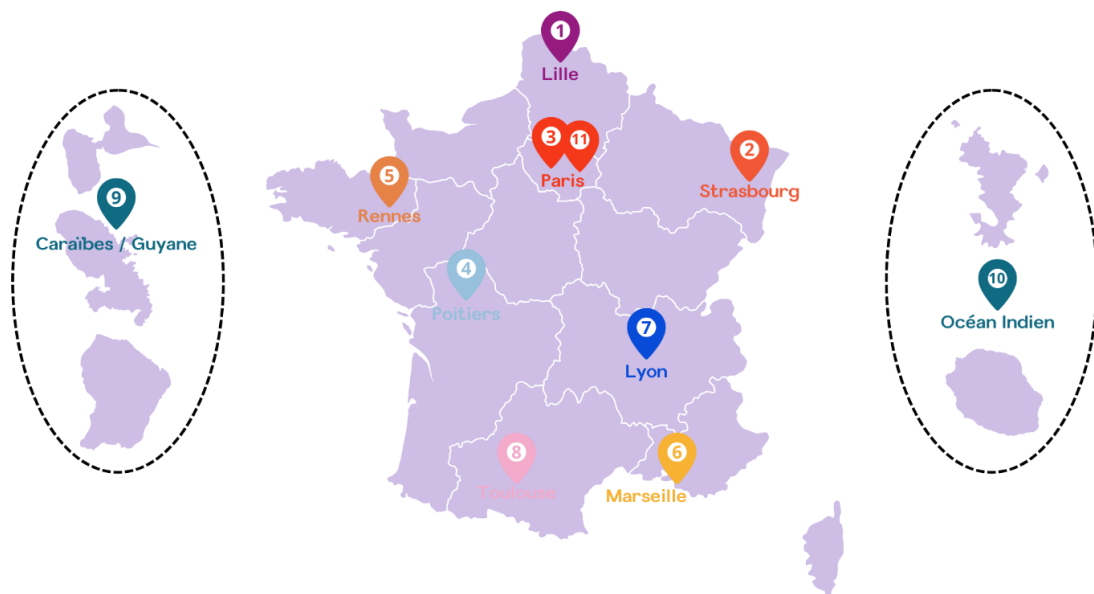 1
Lille
3
11
Paris
2
Strasbourg
5
Rennes
9
Caraïbes / Guyane
4
Poitiers
10
Océan Indien
7
Lyon
8
Toulouse
6
Marseille